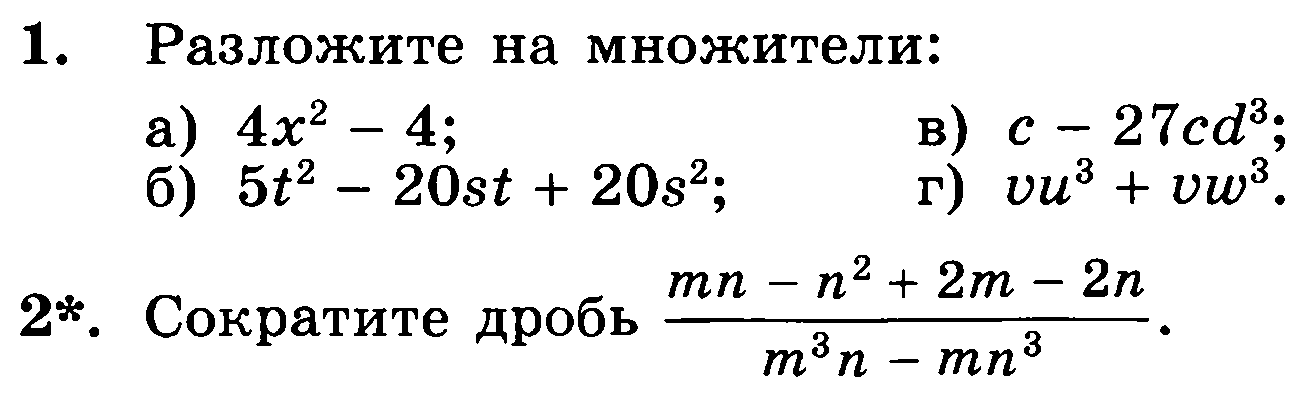 1. Разложите на множители:
а) 4x² – 4; в) c – 27cd³;
б) 5t² – 20st + 20s²; г) vu³ + vw³.
2*. Сократите дробь (mn – n² + 2m – 2n)/(m³n – mn³).